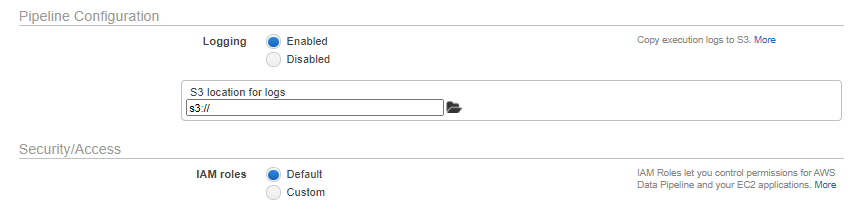 Pipeline Configuration
Logging Enabled Copy execution logs to S3. More
Disabled
S3 location for logs
s3://
Security/Access
IAM roles Default IAM Roles let you control permissions for AWS
Data Pipeline and your EC2 applications. More
Custom